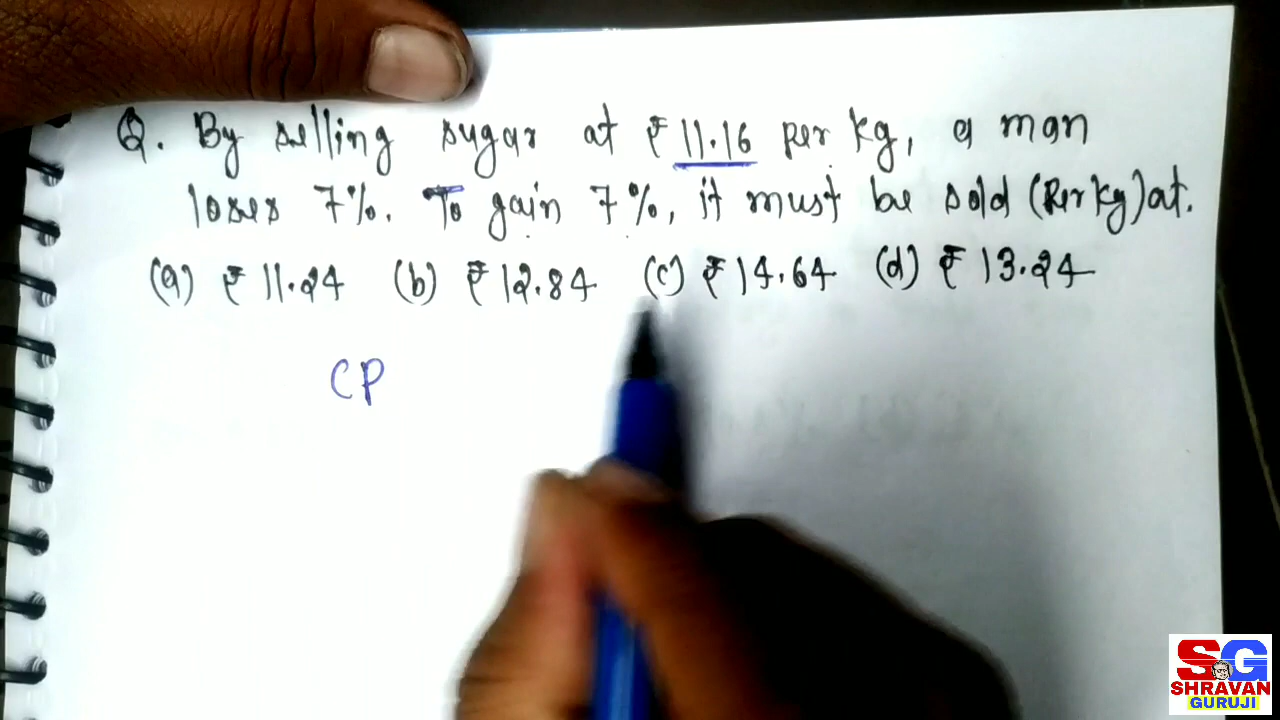 Q. By selling sugar at ₹ 11.16 per kg, a man
loses 7%. To gain 7%, it must be sold (Per kg) at.
(a) ₹ 11.24 (b) ₹ 12.84 (c) ₹ 14.64 (d) ₹ 13.24
CP
SG
SHRAVAN
GURUJI